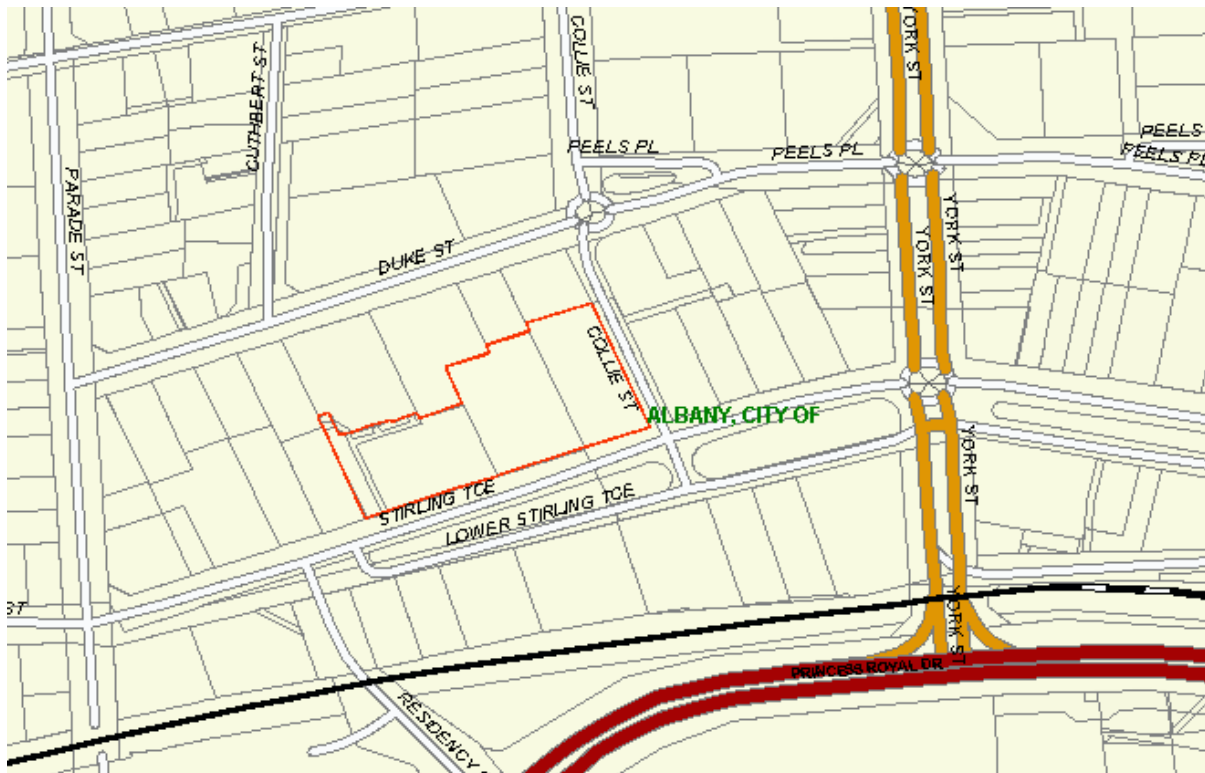 COLLIE ST
YORK ST
CUTHBERT ST
PEELS PL
PEELS PL
PEELS
PEELS PL
PARADE ST
DUKE ST
YORK ST
YORK ST
COLLIE ST
ALBANY, CITY OF
STIRLING TCE
LOWER STIRLING TCE
YORK ST
ST
YORK ST
PRINCESS ROYAL DR
RESIDENCY